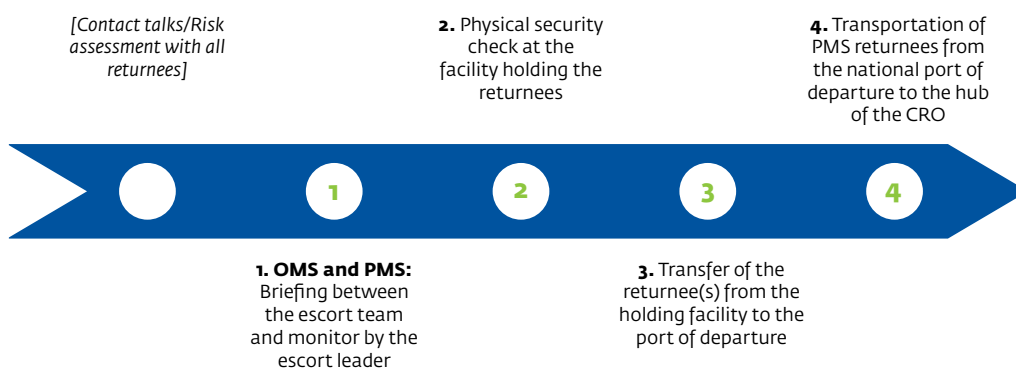 [Contact talks/Risk
assessment with all
returnees]
2. Physical security
check at the
facility holding the
returnees
4. Transportation of
PMS returnees from
the national port of
departure to the hub
of the CRO
1
2
3
4
1. OMS and PMS:
Briefing between
the escort team
and monitor by the
escort leader
3. Transfer of the
returnee(s) from the
holding facility to the
port of departure